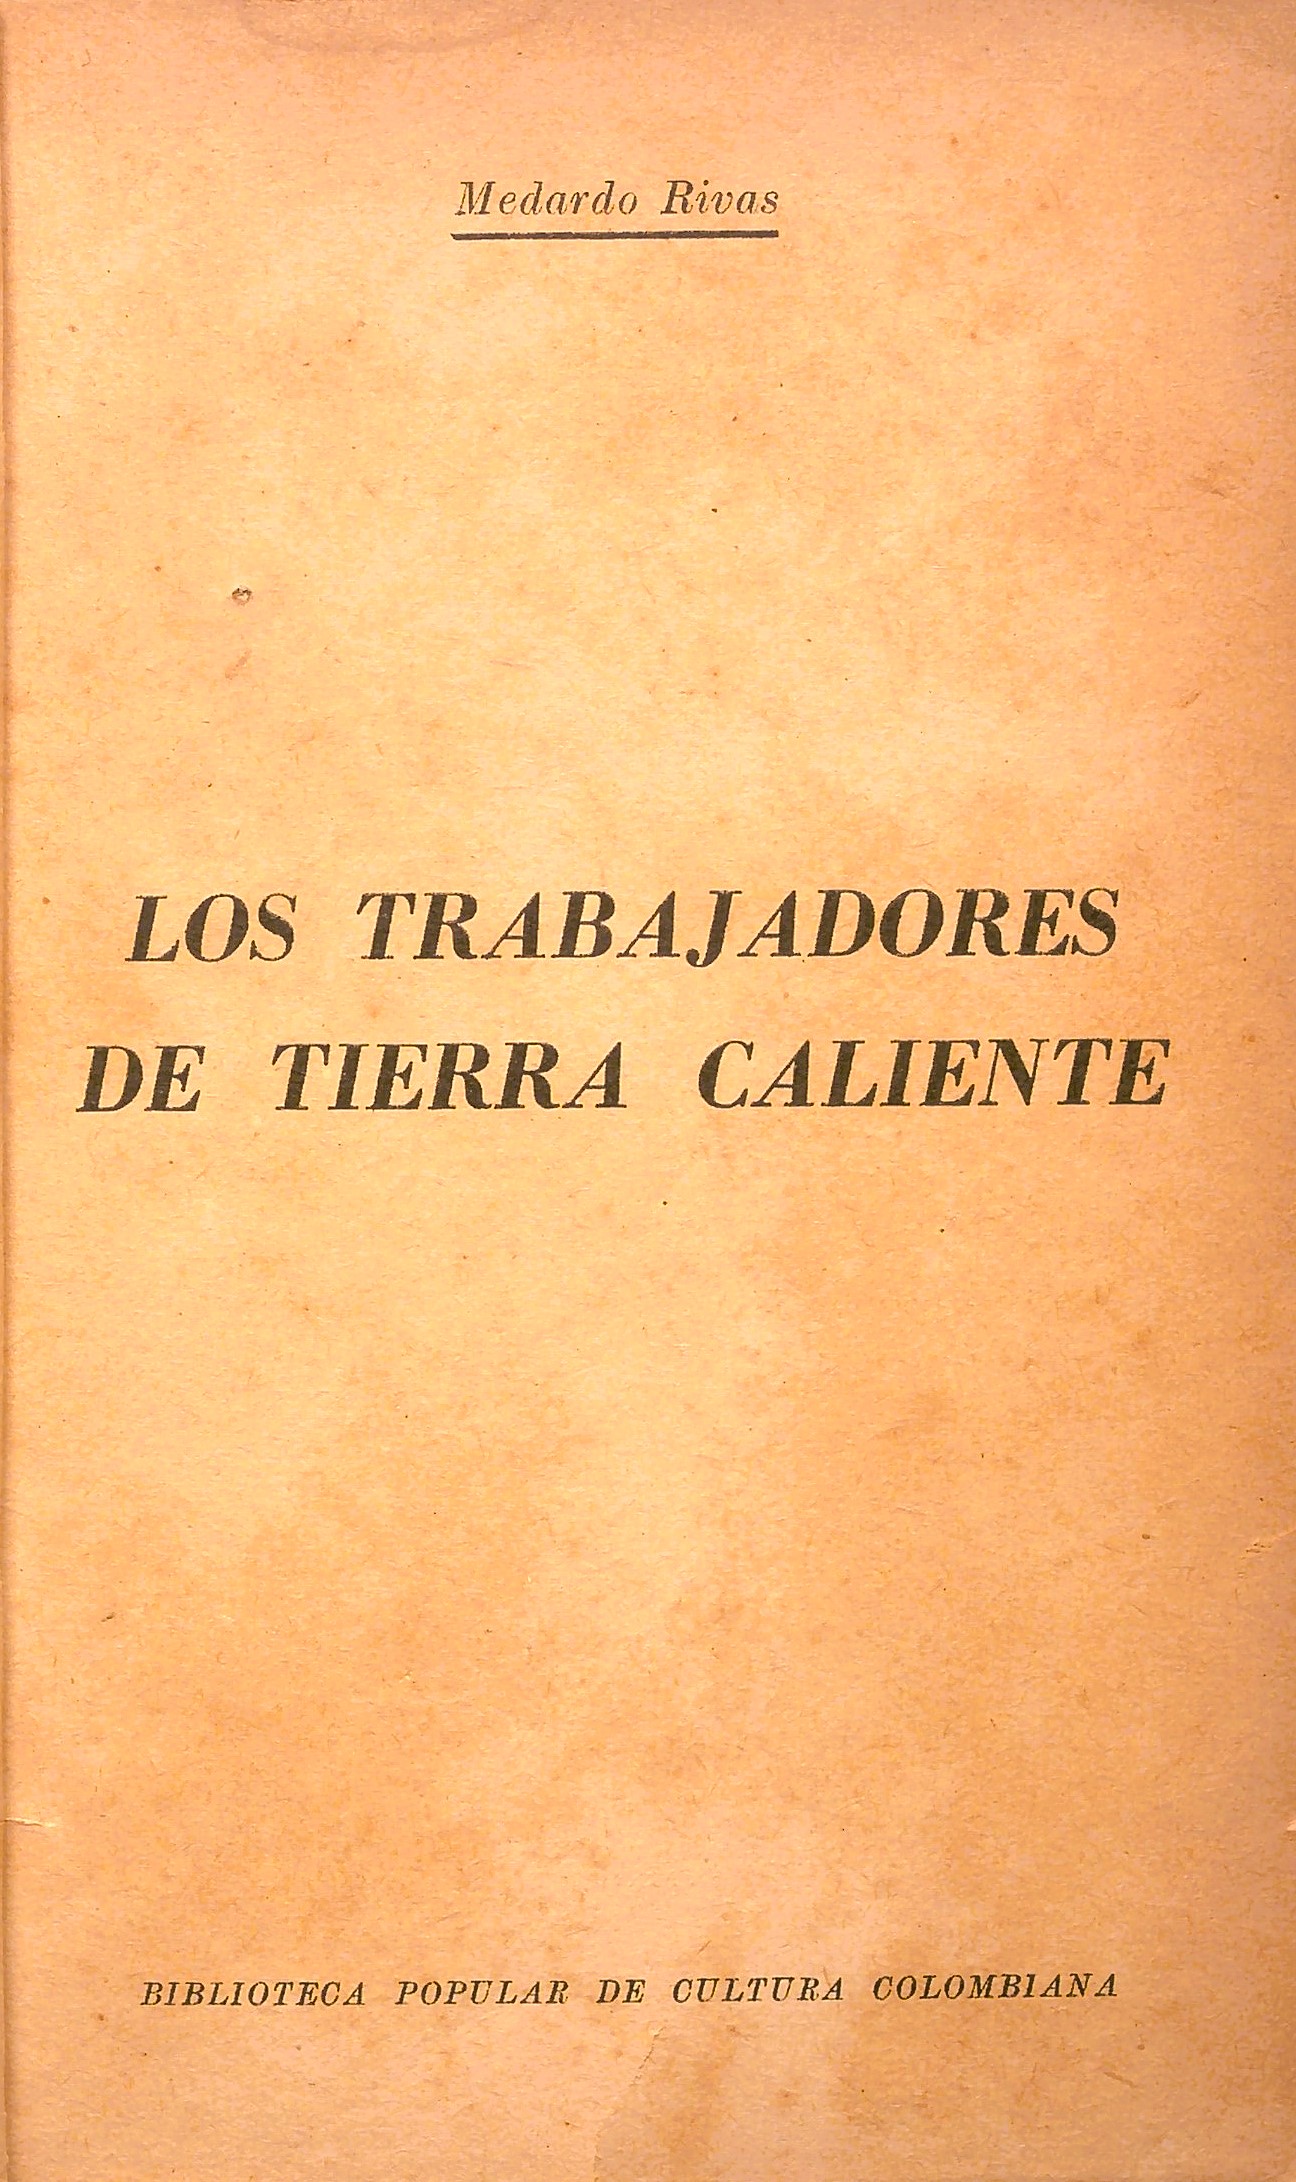 Medardo Rivas
LOS TRABAJADORES
DE TIERRA CALIENTE
BIBLIOTECA POPULAR DE CULTURA COLOMBIANA